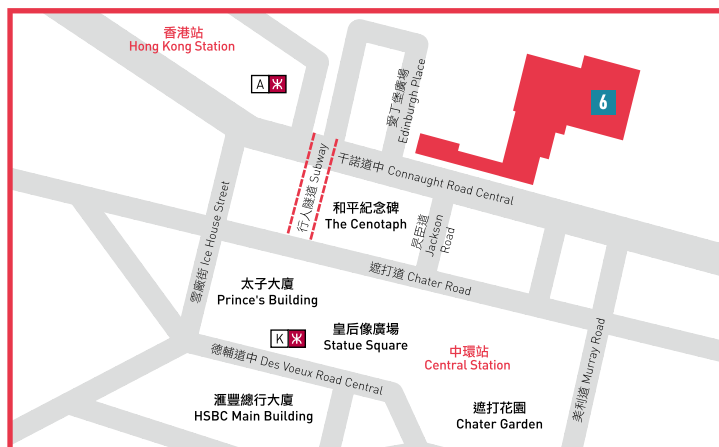 香港站
Hong Kong Station
A
愛丁堡廣場
Edinburgh Place
6
行人隧道 Subway
干諾道中 Connaught Road Central
和平紀念碑
The Cenotaph
昃臣道
Jackson
Road
雪廠街 Ice House Street
遮打道 Chater Road
太子大廈
Prince's Building
K
皇后像廣場
Statue Square
中環站
Central Station
美利道 Murray Road
德輔道中 Des Voeux Road Central
滙豐總行大廈
HSBC Main Building
遮打花園
Chater Garden